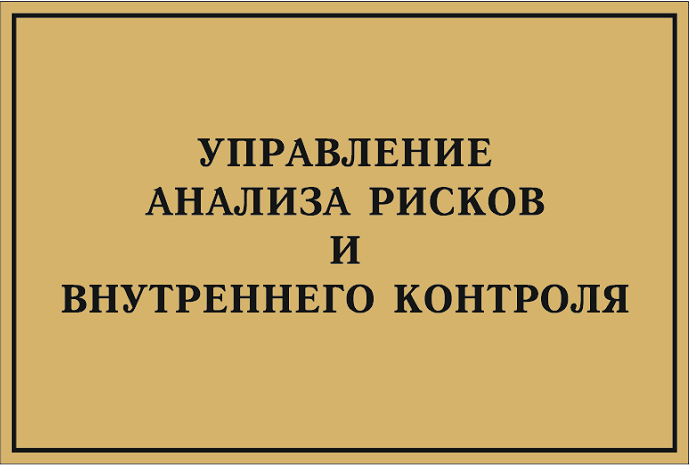 УПРАВЛЕНИЕ
АНАЛИЗА РИСКОВ
И
ВНУТРЕННЕГО КОНТРОЛЯ